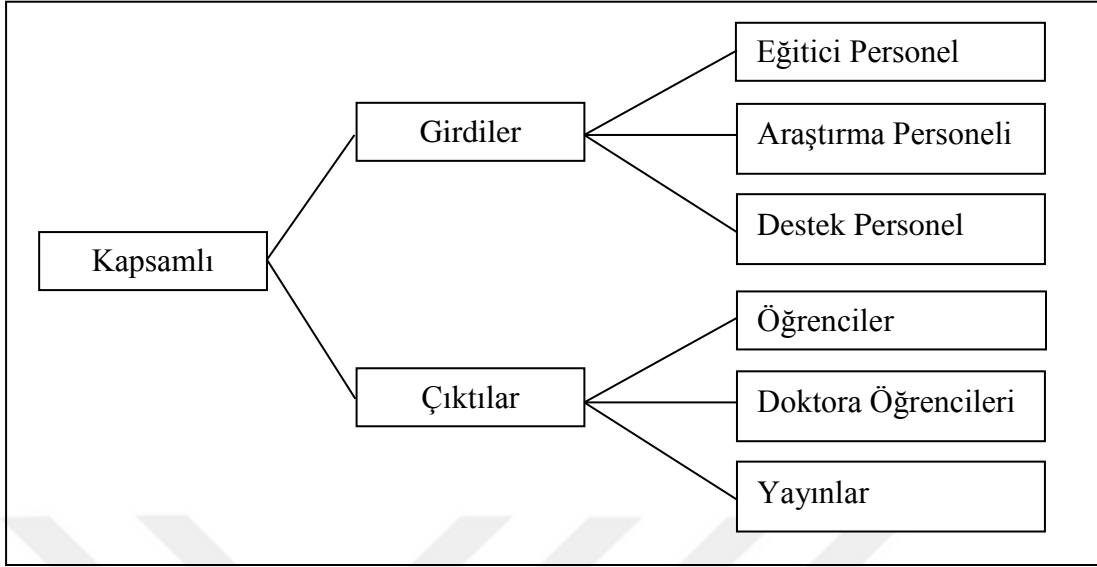 Eğitici Personel
Girdiler
Araştırma Personeli
Destek Personel
Kapsamlı
Öğrenciler
Çıktılar
Doktora Öğrencileri
Yayınlar